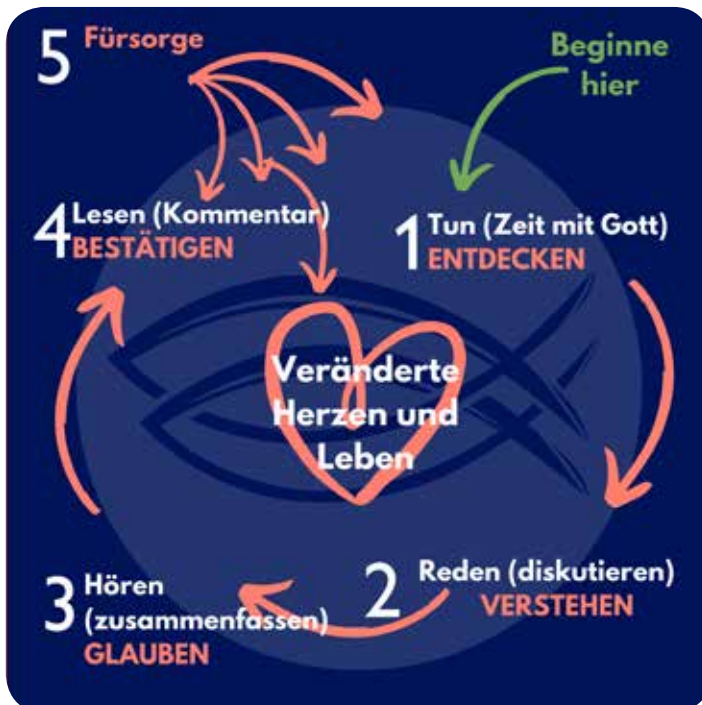 5 Fürsorge
Beginne
hier
4 Lesen (Kommentar)
BESTÄTIGEN
1 Tun (Zeit mit Gott)
ENTDECKEN
Veränderte
Herzen und
Leben
3 Hören
(zusammenfassen)
GLAUBEN
2 Reden (diskutieren)
VERSTEHEN